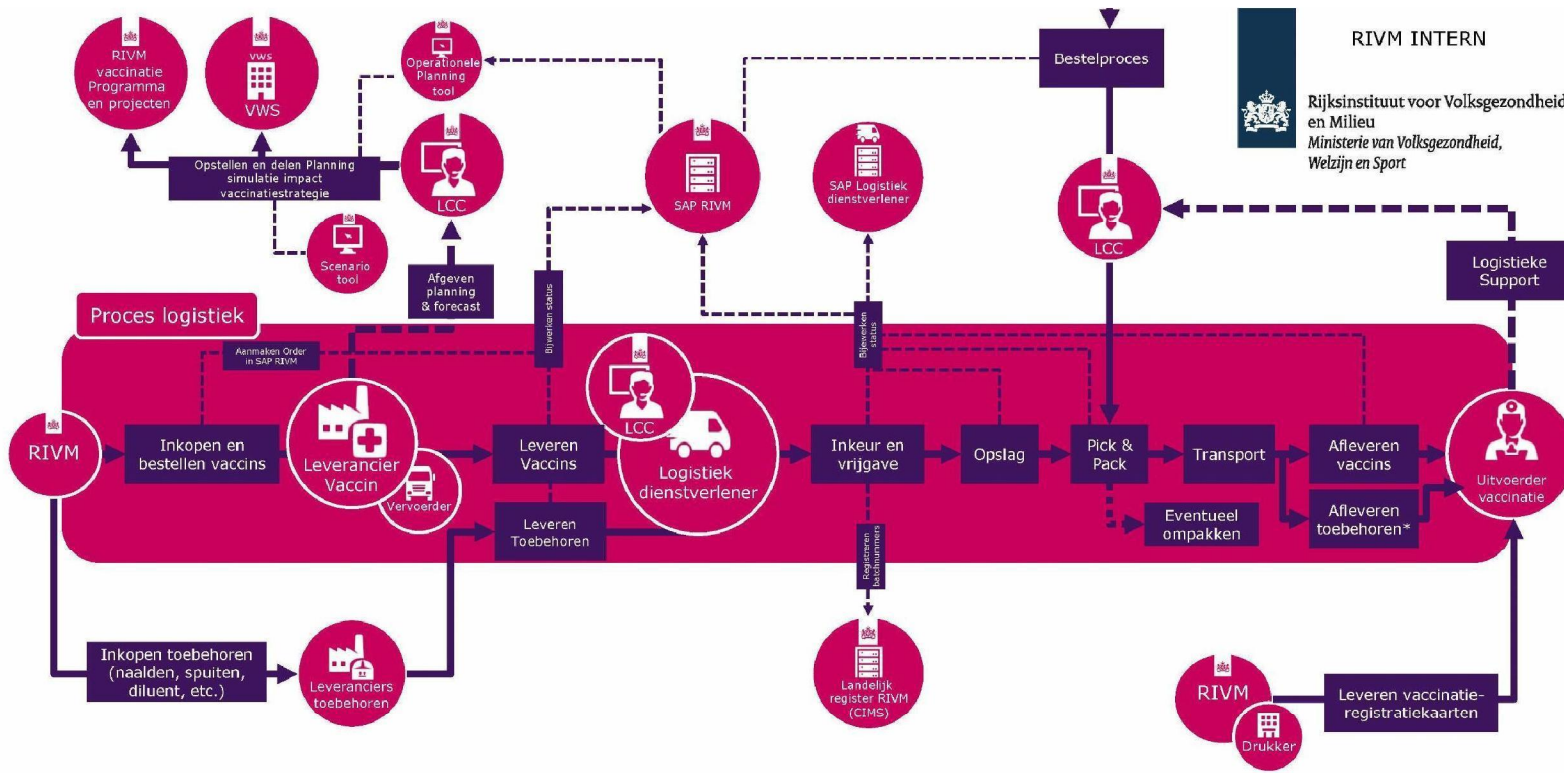 RIVM
vaccinatie
Programma
en projecten
vws
VWS
Operationele
Planning
tool
Bestelproces
RIVM INTERN
Rijksinstituut voor Volksgezondheid
en Milieu
Ministerie van Volksgezondheid,
Welzijn en Sport
Opstellen en delen Planning
simulatie impact
vaccinatiestrategie
LCC
SAP RIVM
SAP Logistiek
dienstverlener
LCC
Scenario
tool
Afgeven
planning
& forecast
Logistieke
Support
Proces logistiek
Aanmaken Order
in SAP RIVM
Bijwerken status
Bijewerken
status
RIVM
Inkopen en
bestellen vaccins
Leverancier
Vaccin
Vervoerder
Leveren
Vaccins
LCC
Logistiek
dienstverlener
Inkeur en
vrijgave
Opslag
Pick &
Pack
Transport
Afleveren
vaccins
Uitvoerder
vaccinatie
Leveren
Toebehoren
Eventueel
ompakken
Afleveren
toebehoren*
Registreren
batchnummers
Inkopen toebehoren
(naalden, spuiten,
diluent, etc.)
Leveranciers
toebehoren
Landelijk
register RIVM
(CIMS)
RIVM
Drukker
Leveren vaccinatie-
registratiekaarten